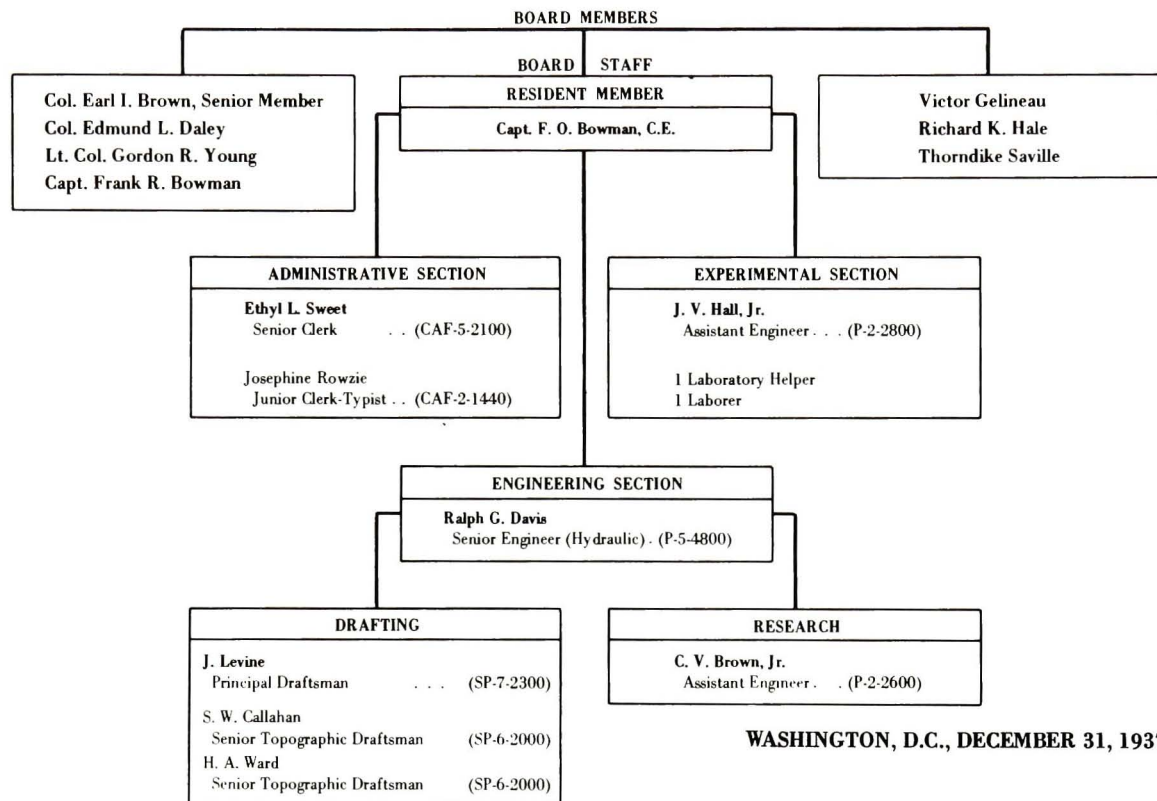 BOARD MEMBERS
BOARD STAFF
Col. Earl I. Brown, Senior Member
Col. Edmund L. Daley
Lt. Col. Gordon R. Young
Capt. Frank R. Bowman
RESIDENT MEMBER
Capt. F. O. Bowman, C.E.
Victor Gelineau
Richard K. Hale
Thorndike Saville
ADMINISTRATIVE SECTION
Ethyl L. Sweet
Senior Clerk . . (CAF-5-2100)
Josephine Rowzie
Junior Clerk-Typist . . (CAF-2-1440)
EXPERIMENTAL SECTION
J. V. Hall, Jr.
Assistant Engineer . . . (P-2-2800)
1 Laboratory Helper
1 Laborer
ENGINEERING SECTION
Ralph G. Davis
Senior Engineer (Hydraulic) . (P-5-4800)
DRAFTING
J. Levine
Principal Draftsman . . . (SP-7-2300)
S. W. Callahan
Senior Topographic Draftsman (SP-6-2000)
H. A. Ward
Senior Topographic Draftsman (SP-6-2000)
RESEARCH
C. V. Brown, Jr.
Assistant Engineer . . (P-2-2600)
WASHINGTON, D.C., DECEMBER 31,